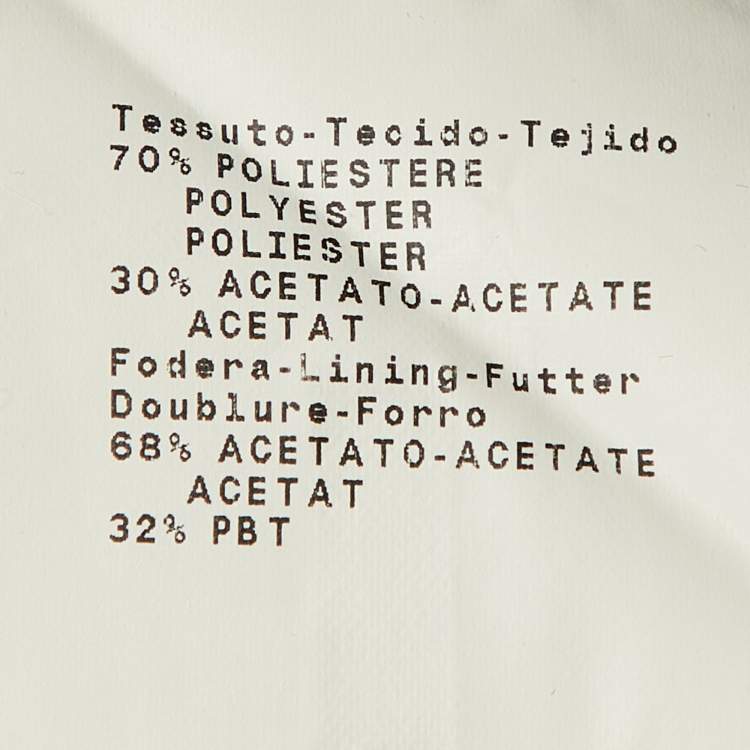 Tessuto-Tecido-Tejido
70% POLIESTERE
POLYESTER
POLIESTER
30% ACETATO-ACETATE
ACETAT
Fodera-Lining-Futter
Doublure-Forro
68% ACETATO-ACETATE
ACETAT
32% PBT